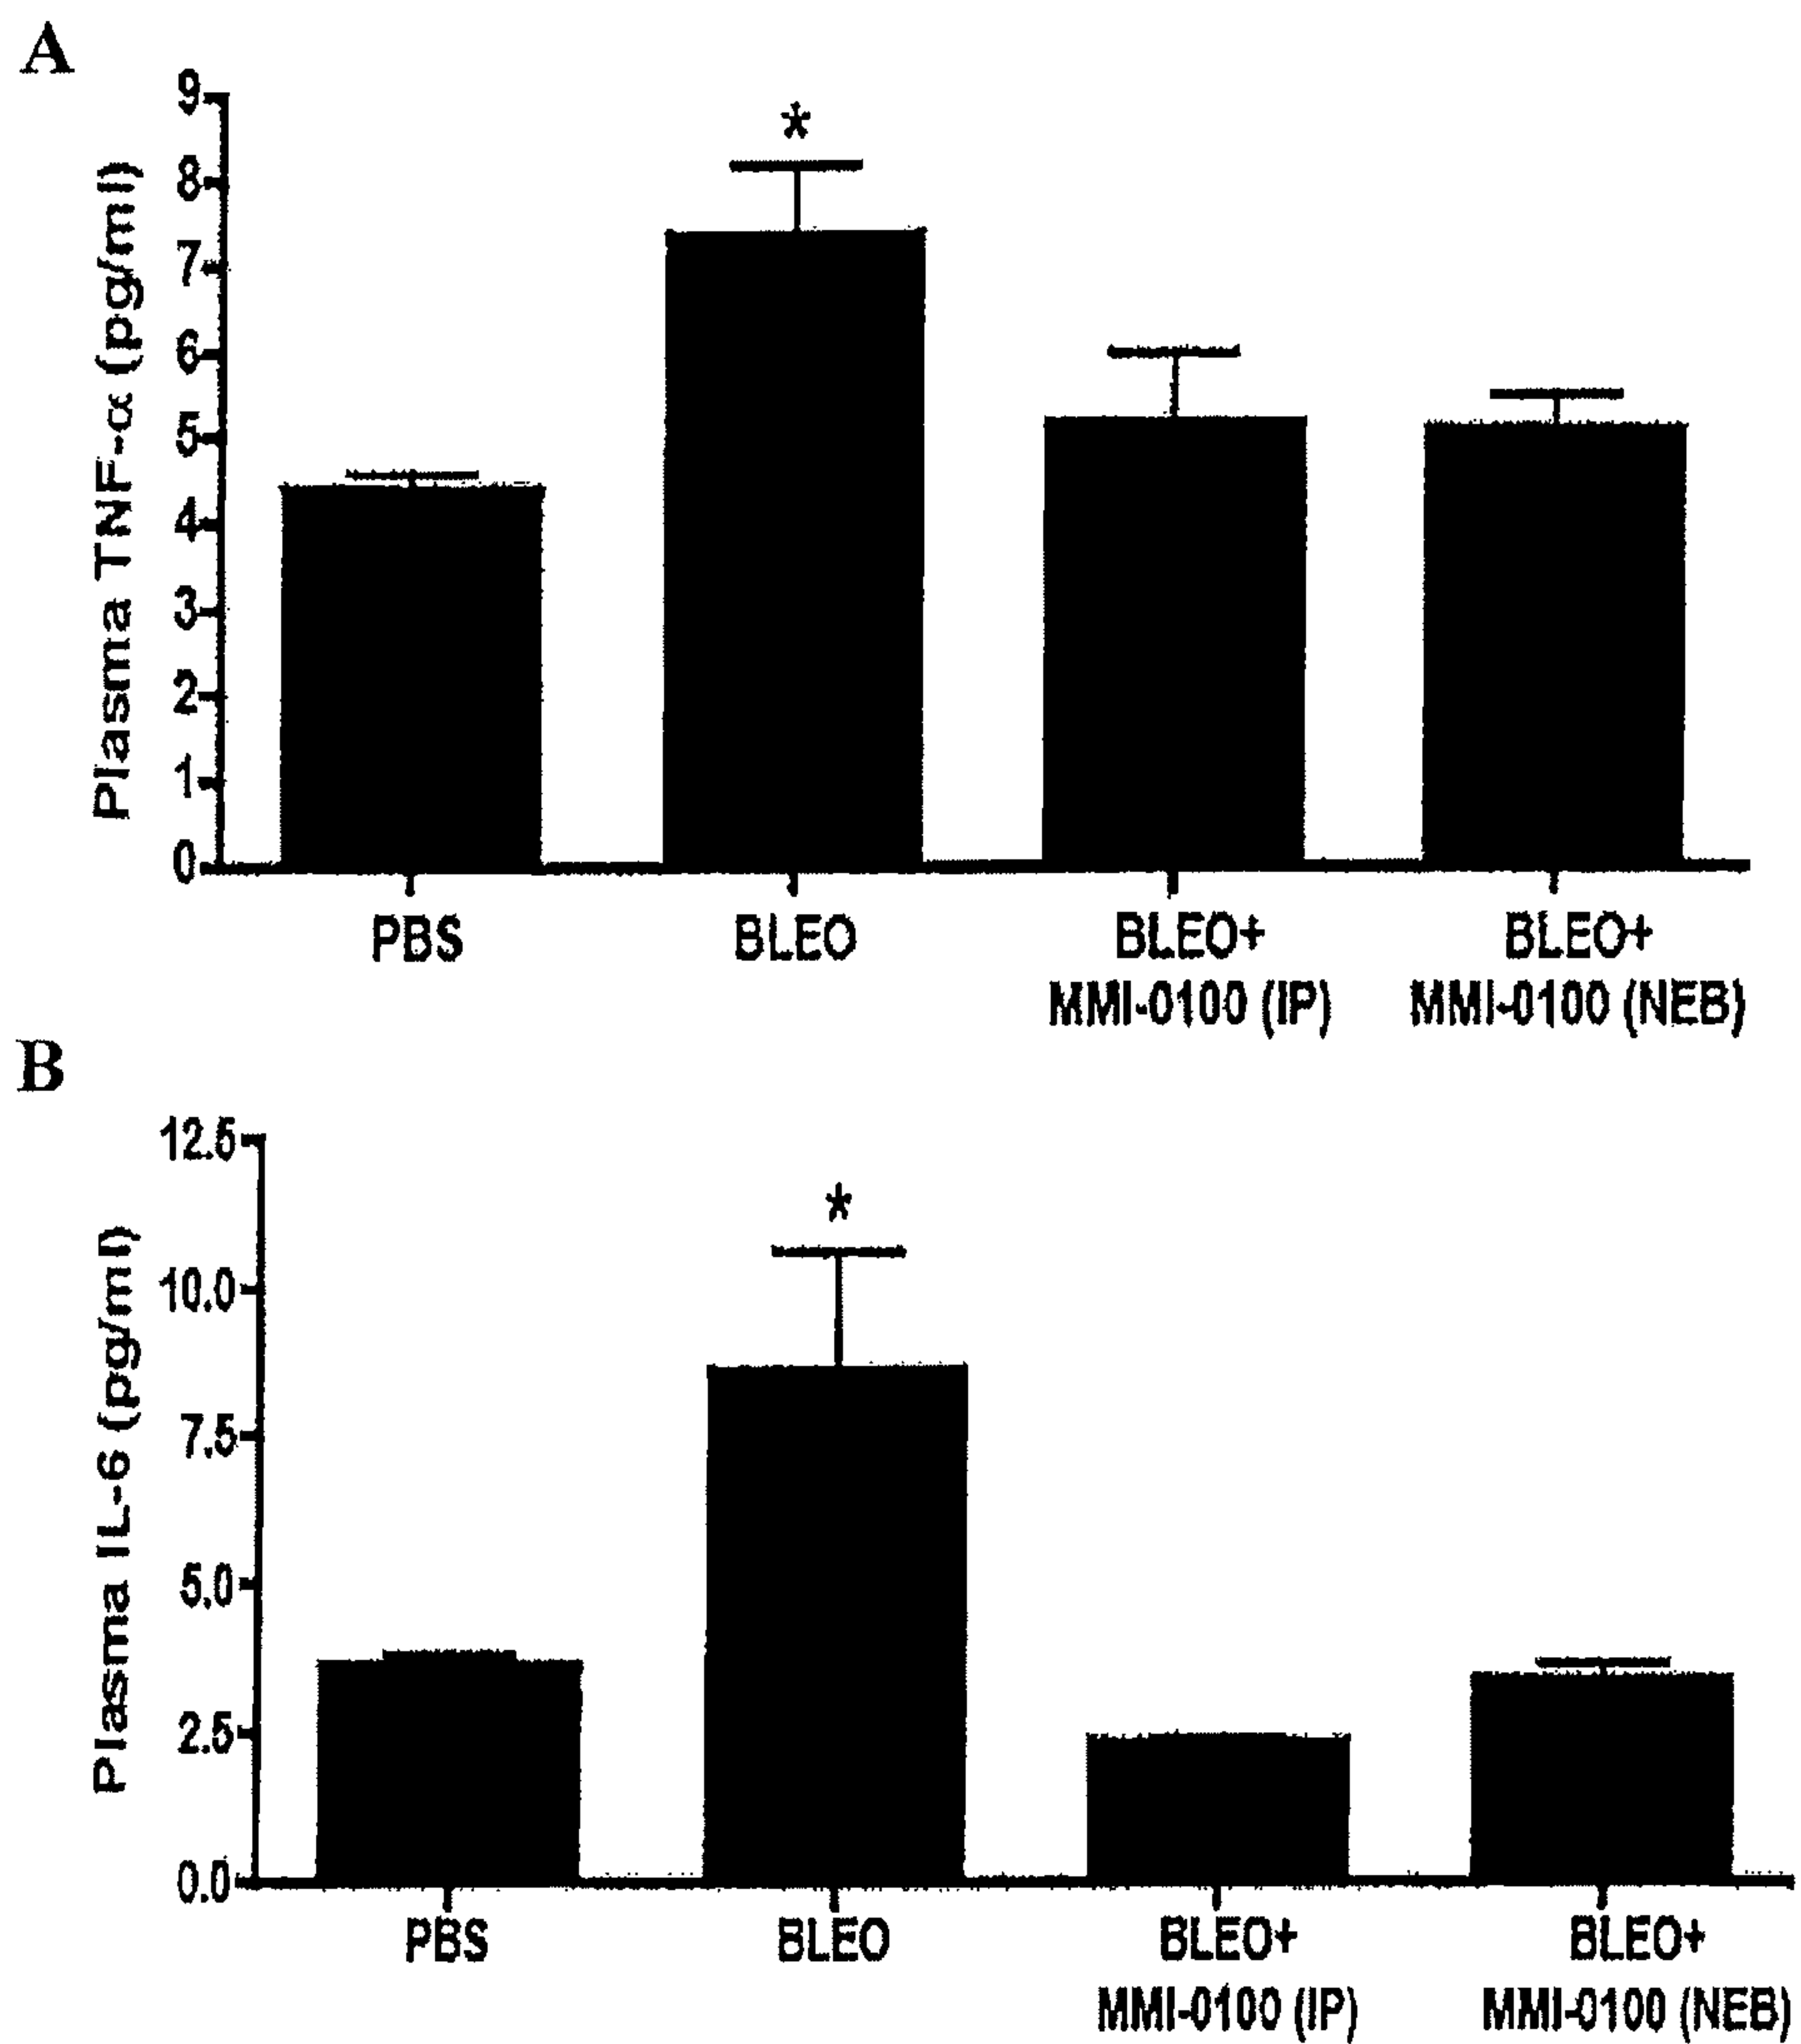 A
Plasma TNF-α (pg/ml)
9
8
7
6
5
4
3
2
1
0
*
PBS
BLEO
BLEO+
MMI-0100 (IP)
BLEO+
MMI-0100 (NEB)
B
Plasma IL-6 (pg/ml)
12.5
10.0
7.5
5.0
2.5
0.0
*
PBS
BLEO
BLEO+
MMI-0100 (IP)
BLEO+
MMI-0100 (NEB)